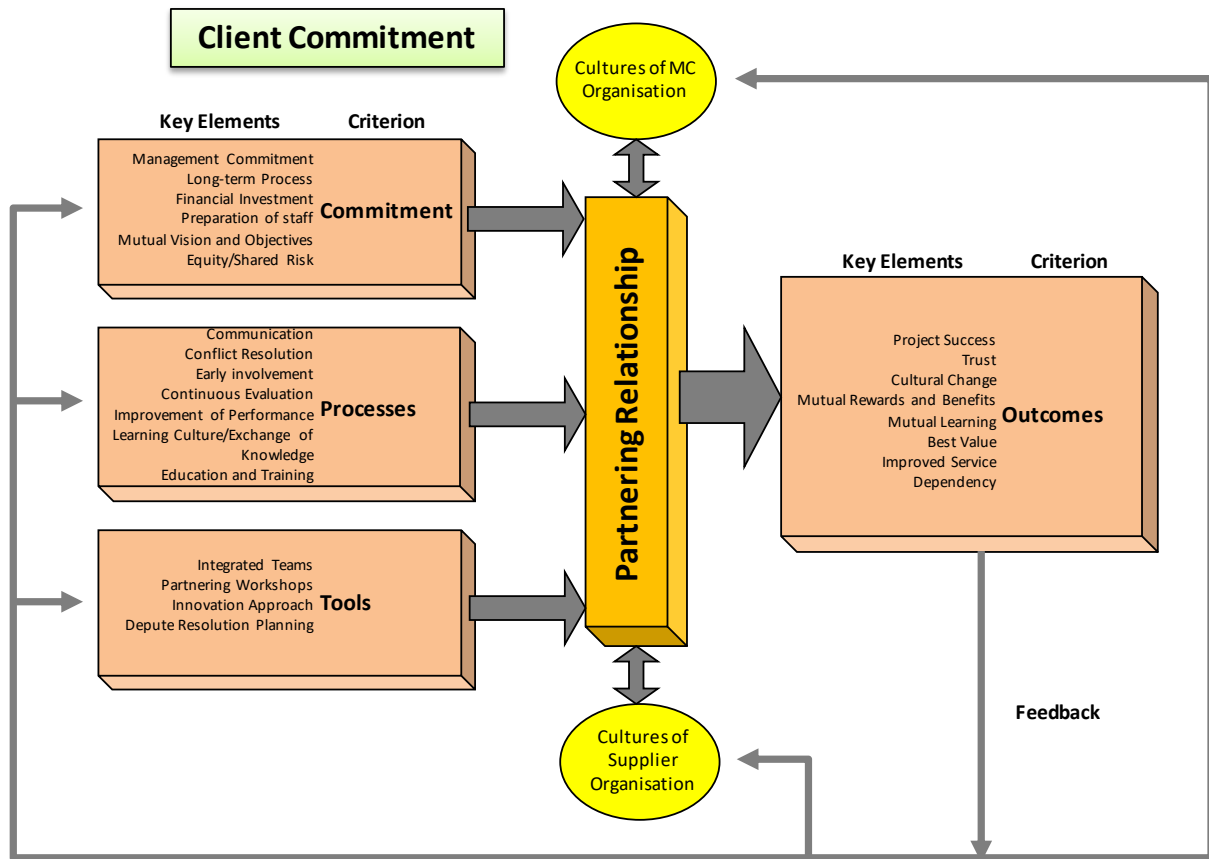 Client Commitment
Cultures of MC
Organisation
Key Elements
Criterion
Management Commitment
Long-term Process
Financial Investment
Preparation of staff
Mutual Vision and Objectives
Equity/Shared Risk
Commitment
Communication
Conflict Resolution
Early involvement
Continuous Evaluation
Improvement of Performance
Learning Culture/Exchange of
Knowledge
Education and Training
Processes
Integrated Teams
Partnering Workshops
Innovation Approach
Depute Resolution Planning
Tools
Partnering Relationship
Key Elements
Criterion
Project Success
Trust
Cultural Change
Mutual Rewards and Benefits
Mutual Learning
Best Value
Improved Service
Dependency
Outcomes
Cultures of
Supplier
Organisation
Feedback